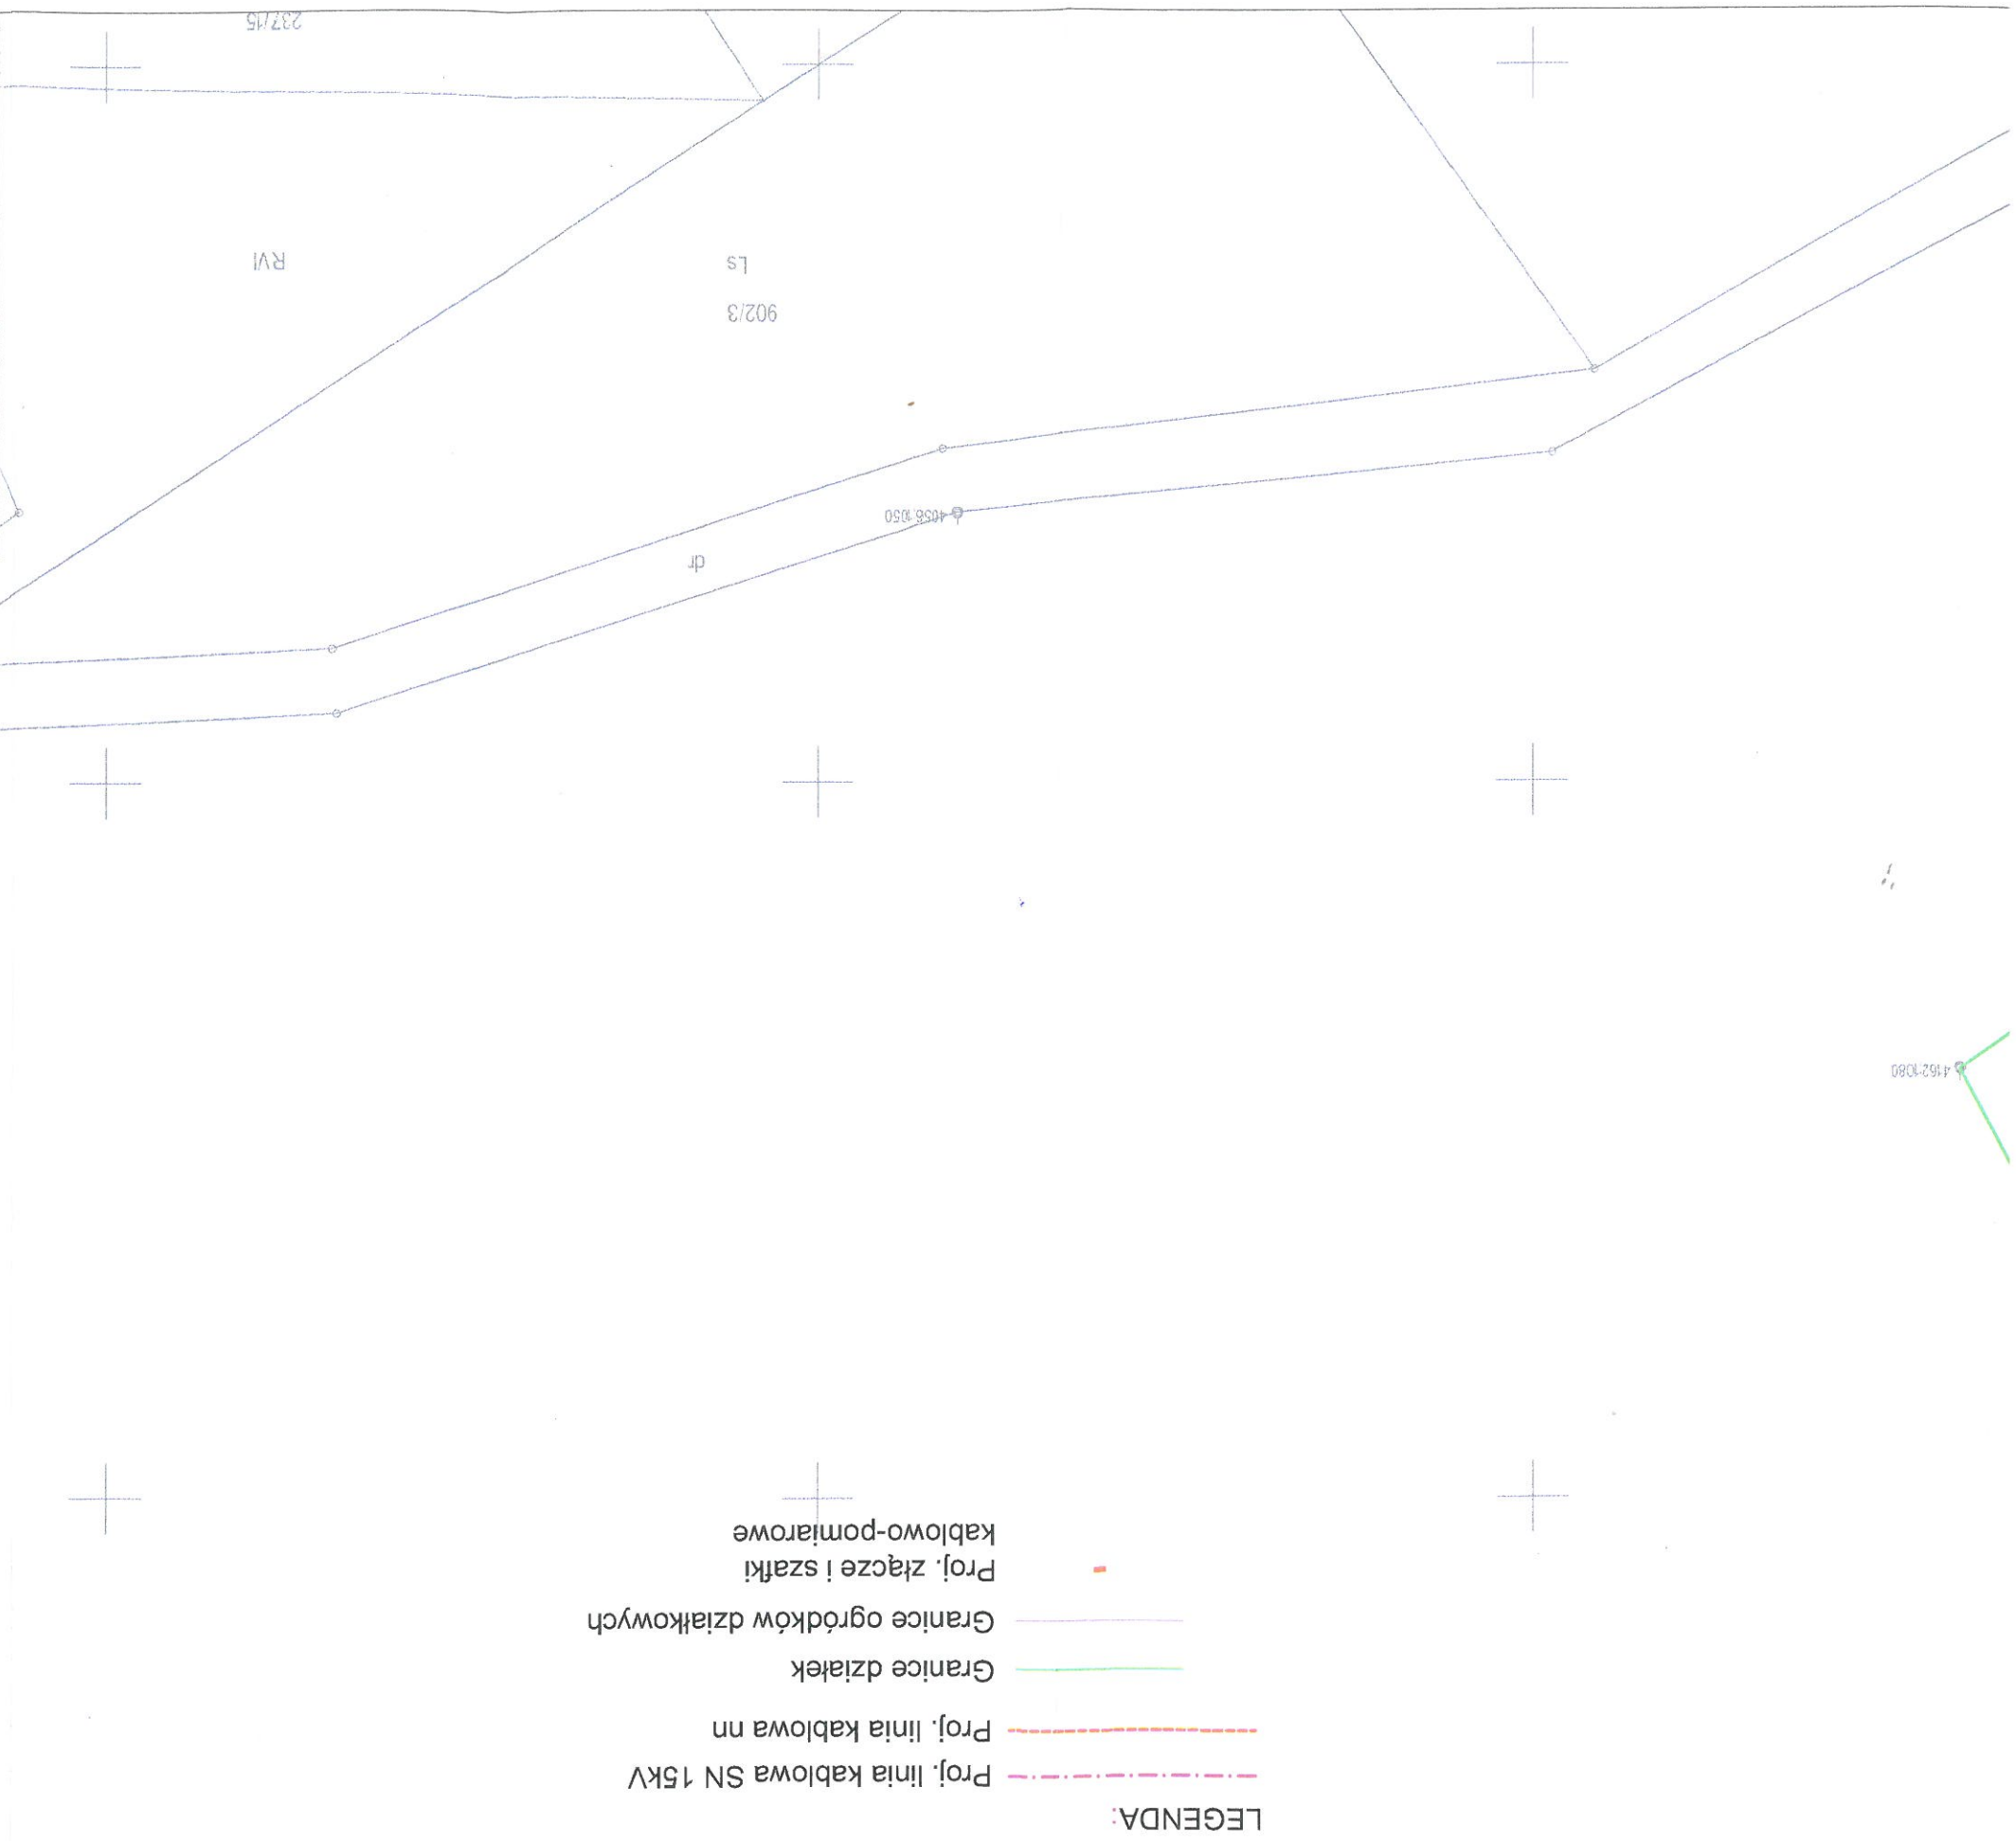 LEGENDA:
Proj. linia kablowa SN 15kV
Proj. linia kablowa nn
Granice działek
Granice ogródków działkowych
Proj. złącze i szafki
kablowo-pomiarowe
4162.1080
dr
4056.1050
902/3
Ls
RVI
237/15